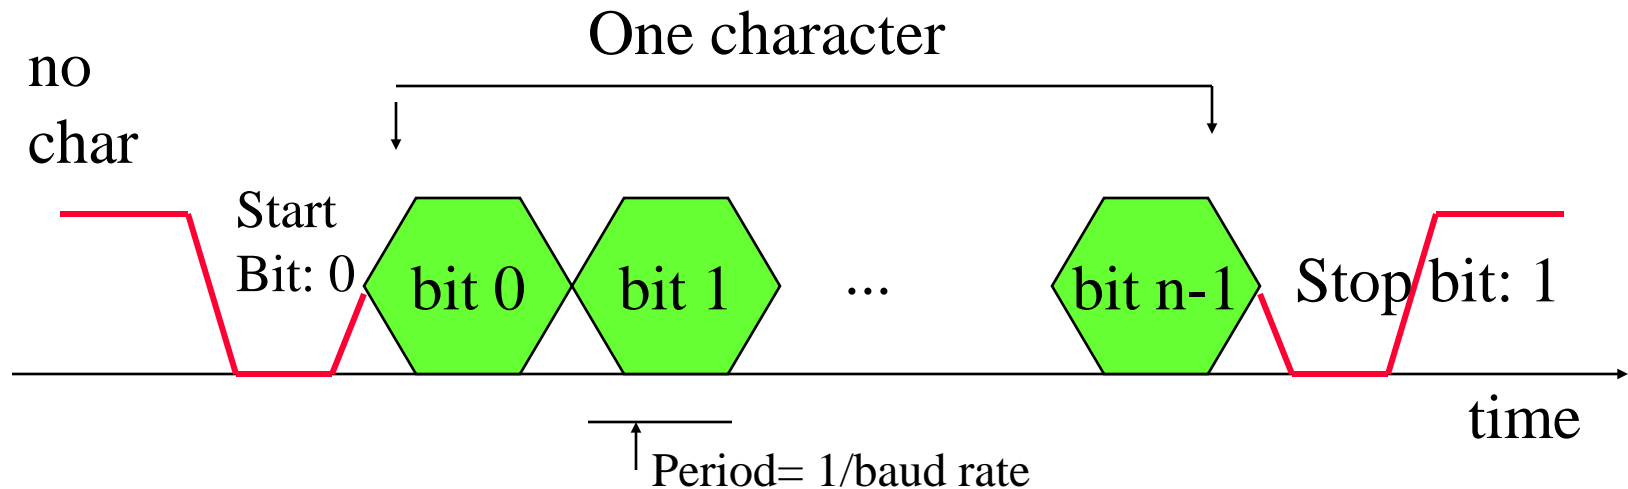 One character
no
char
Start
Bit: 0
bit 0
bit 1
...
bit n-1
Stop bit: 1
time
Period= 1/baud rate